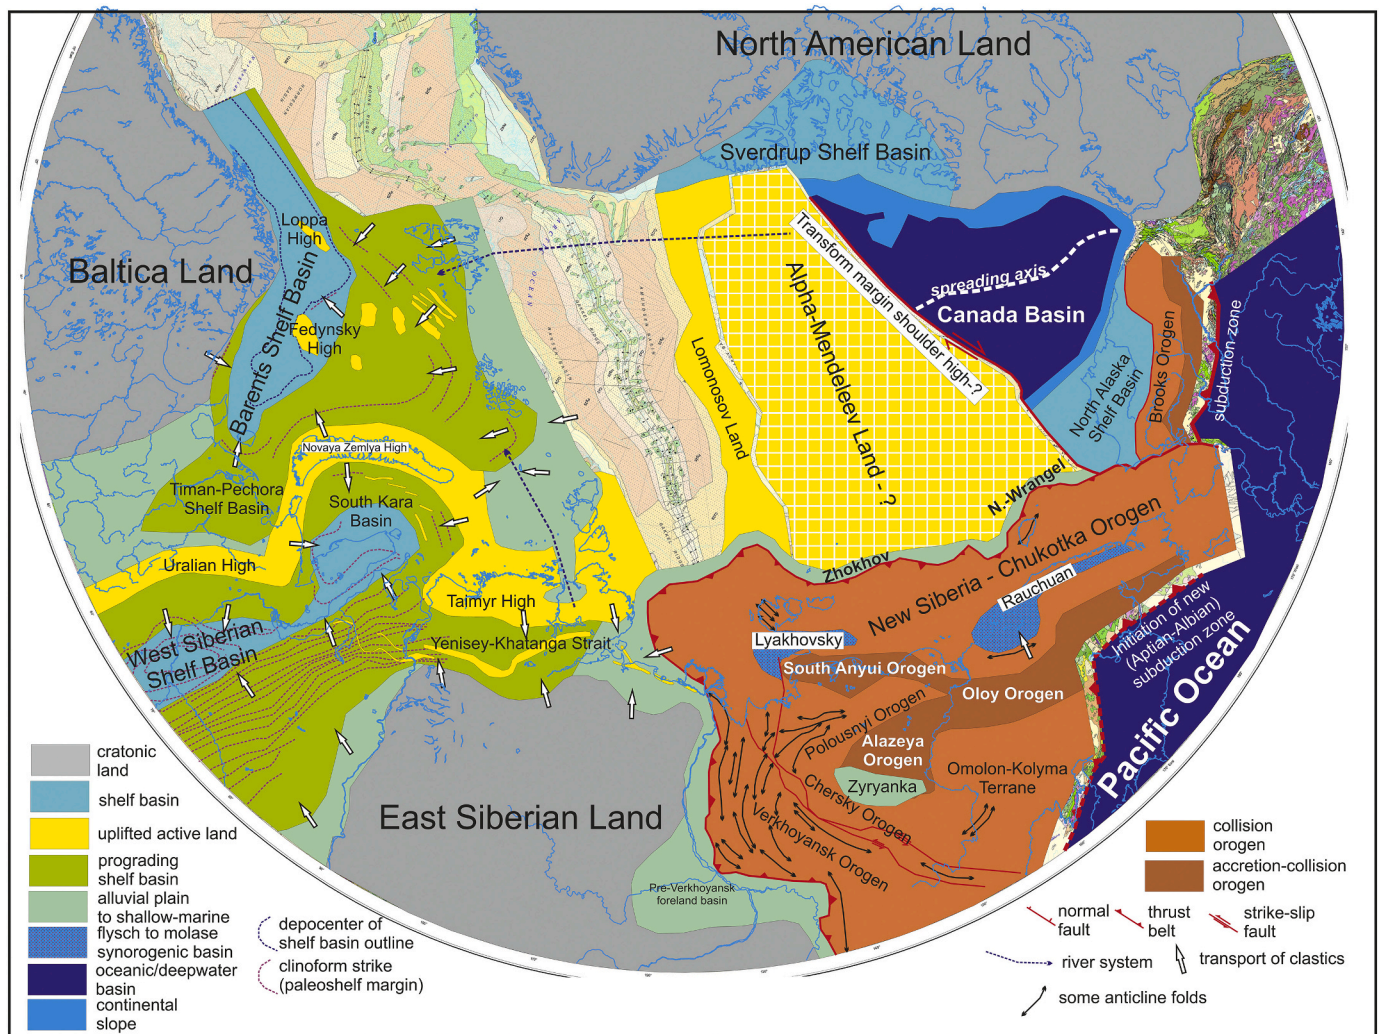 North American Land
Sverdrup Shelf Basin
Loppa
High
Baltica Land
Barents Shelf Basin
Fedynsky
High
Transform margin shoulder high-?
spreading axis
Canada Basin
Alpha-Mendeleev Land - ?
Lomonosov Land
North Alaska
Shelf Basin
Brooks Orogen
subduction zone
Novaya Zemlya High
Timan-Pechora
Shelf Basin
South Kara
Basin
N.-Wrangel
Uralian High
Zhokhov
New Siberia - Chukotka Orogen
Rauchuan
Tajmyr High
Lyakhovsky
Yenisey-Khatanga Strait
West Siberian
Shelf Basin
South Anyui Orogen
Oloy Orogen
Initiation of new
(Aptian-Albian)
subduction zone
Pacific Ocean
Polousnyi Orogen
Alazeya
Orogen
Zyryanka
Omolon-Kolyma
Terrane
Chersky Orogen
Verkhoyansk Orogen
East Siberian Land
Pre-Verkhoyansk
foreland basin
cratonic
land
shelf basin
uplifted active land
prograding
shelf basin
alluvial plain
to shallow-marine
flysch to molase
synorogenic basin
oceanic/deepwater
basin
continental
slope
depocenter of
shelf basin outline
clinoform strike
(paleoshelf margin)
collision
orogen
accretion-collision
orogen
normal
fault
thrust
belt
strike-slip
fault
river system
transport of clastics
some anticline folds